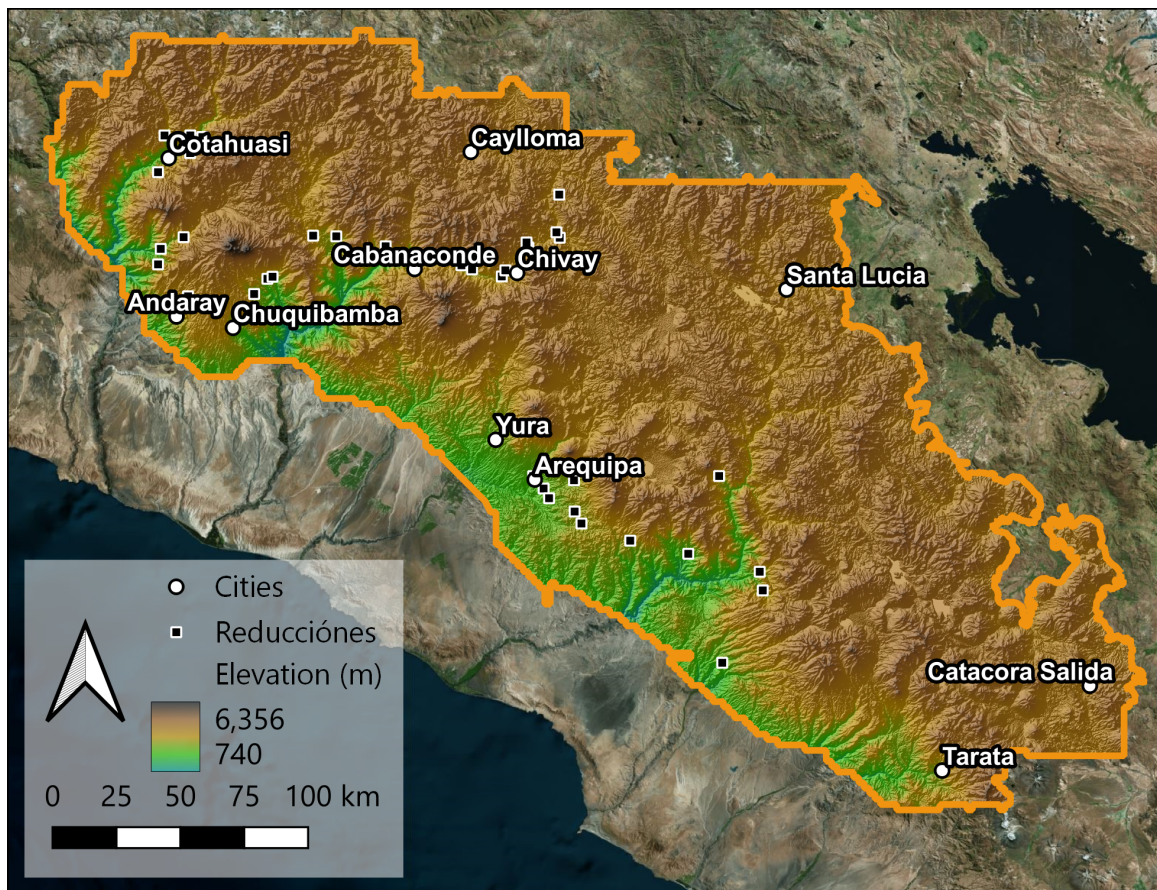 Cotahuasi
Caylloma
Cabanaconde
Chivay
Santa Lucia
Andaray
Chuquibamba
Yura
Arequipa
Catacora Salida
Tarata
Cities
Reducciónes
Elevation (m)
6,356
740
0 25 50 75 100 km